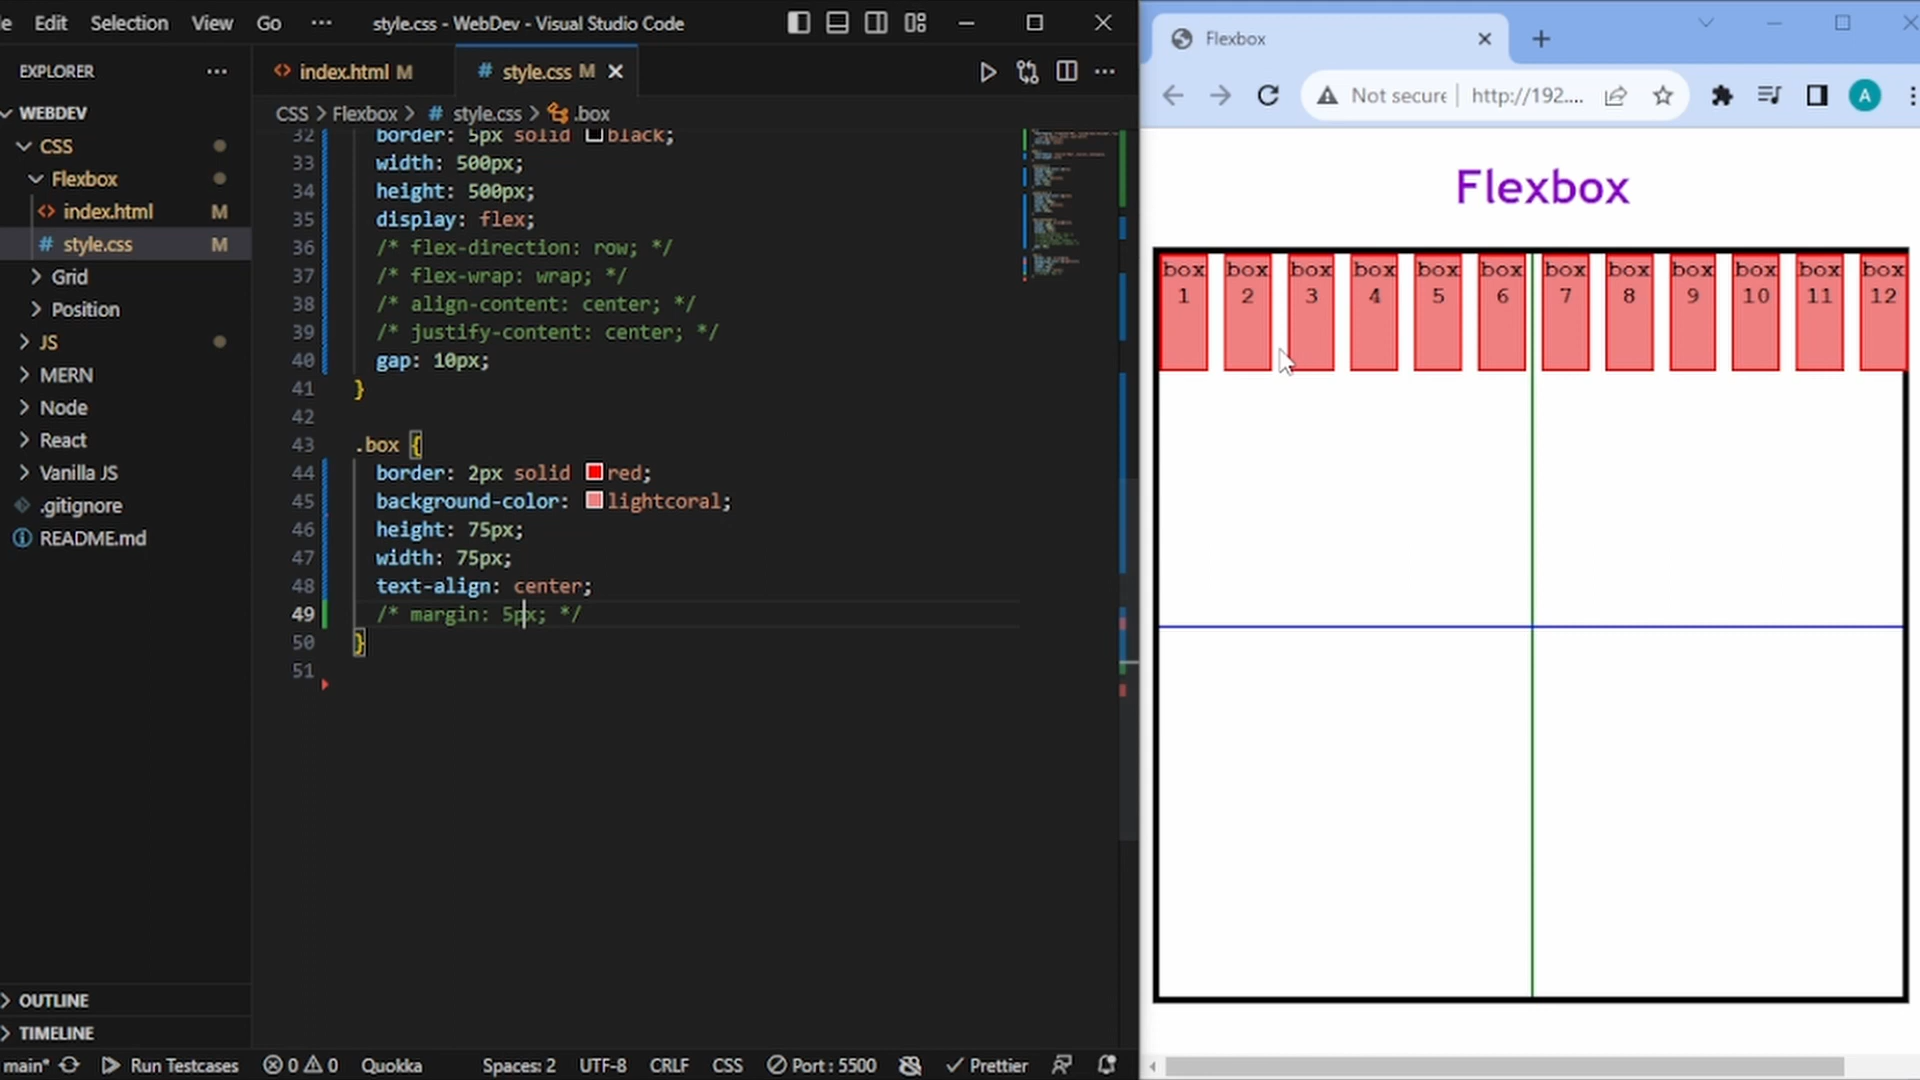 Edit Selection View Go ··· style.css - WebDev - Visual Studio Code
EXPLORER ···
WEBDEV
CSS
Flexbox
index.html M
style.css M
Grid
Position
JS
MERN
Node
React
Vanilla JS
.gitignore
README.md
OUTLINE
TIMELINE
index.html M
style.css M
CSS > Flexbox > # style.css > .box
32 border: 5px solid black;
33 width: 500px;
34 height: 500px;
35 display: flex;
36 /* flex-direction: row; */
37 /* flex-wrap: wrap; */
38 /* align-content: center; */
39 /* justify-content: center; */
40 gap: 10px;
41 }
42
43 .box {
44 border: 2px solid red;
45 background-color: lightcoral;
46 height: 75px;
47 width: 75px;
48 text-align: center;
49 /* margin: 5px; */
50 }
51
main* Run Testcases 0 0 Quokka Spaces: 2 UTF-8 CRLF CSS Port : 5500 Prettier
Flexbox
Not secure http://192.... A
Flexbox
box box box box box box box box box box box box
1 2 3 4 5 6 7 8 9 10 11 12